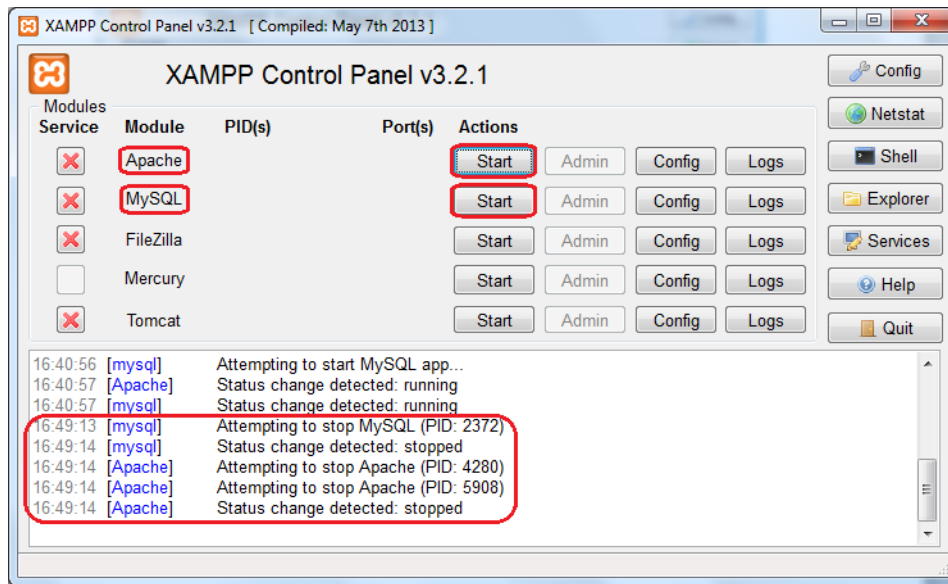 XAMPP Control Panel v3.2.1 [ Compiled: May 7th 2013 ]
XAMPP Control Panel v3.2.1
Config
Modules
Service Module PID(s) Port(s) Actions
Netstat
Apache Start Admin Config Logs
Shell
MySQL Start Admin Config Logs
Explorer
FileZilla Start Admin Config Logs
Services
Mercury Start Admin Config Logs
Help
Tomcat Start Admin Config Logs
Quit
16:40:56 [mysql] Attempting to start MySQL app...
16:40:57 [Apache] Status change detected: running
16:40:57 [mysql] Status change detected: running
16:49:13 [mysql] Attempting to stop MySQL (PID: 2372)
16:49:14 [mysql] Status change detected: stopped
16:49:14 [Apache] Attempting to stop Apache (PID: 4280)
16:49:14 [Apache] Attempting to stop Apache (PID: 5908)
16:49:14 [Apache] Status change detected: stopped